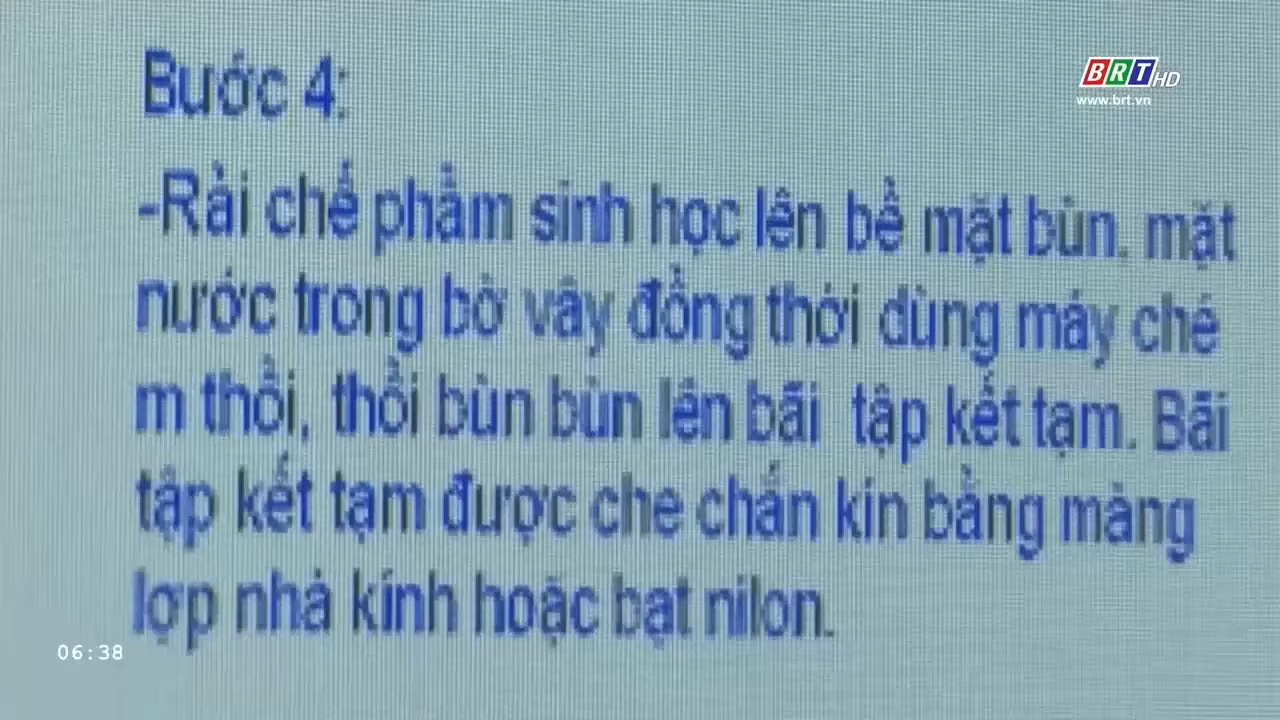 BRT HD
www.brt.vn
Bước 4:
-Rải chế phẩm sinh học lên bề mặt bùn, mặt
nước trong bờ vây đồng thời dùng máy chê
m thổi, thổi bùn bùn lên bãi tập kết tạm. Bãi
tập kết tạm được che chắn kín bằng màng
lợp nhà kính hoặc bạt nilon.
06:38